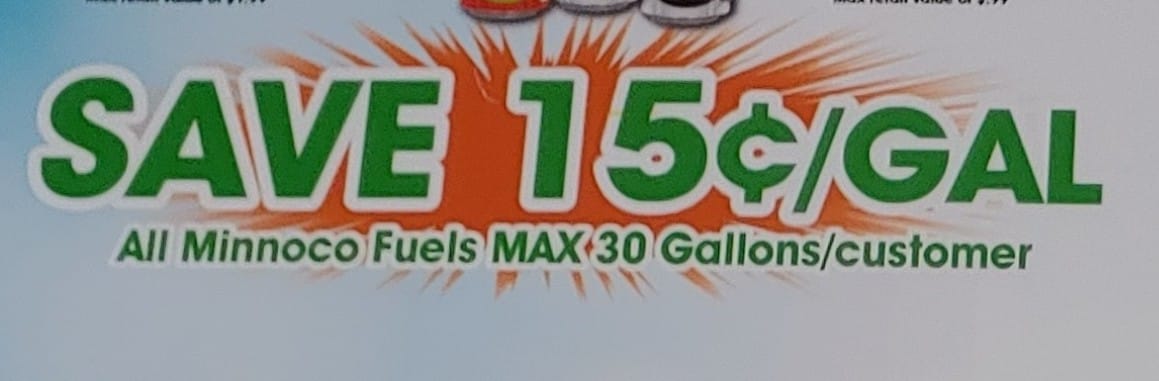 SAVE 15¢/GAL
All Minnoco Fuels MAX 30 Gallons/customer